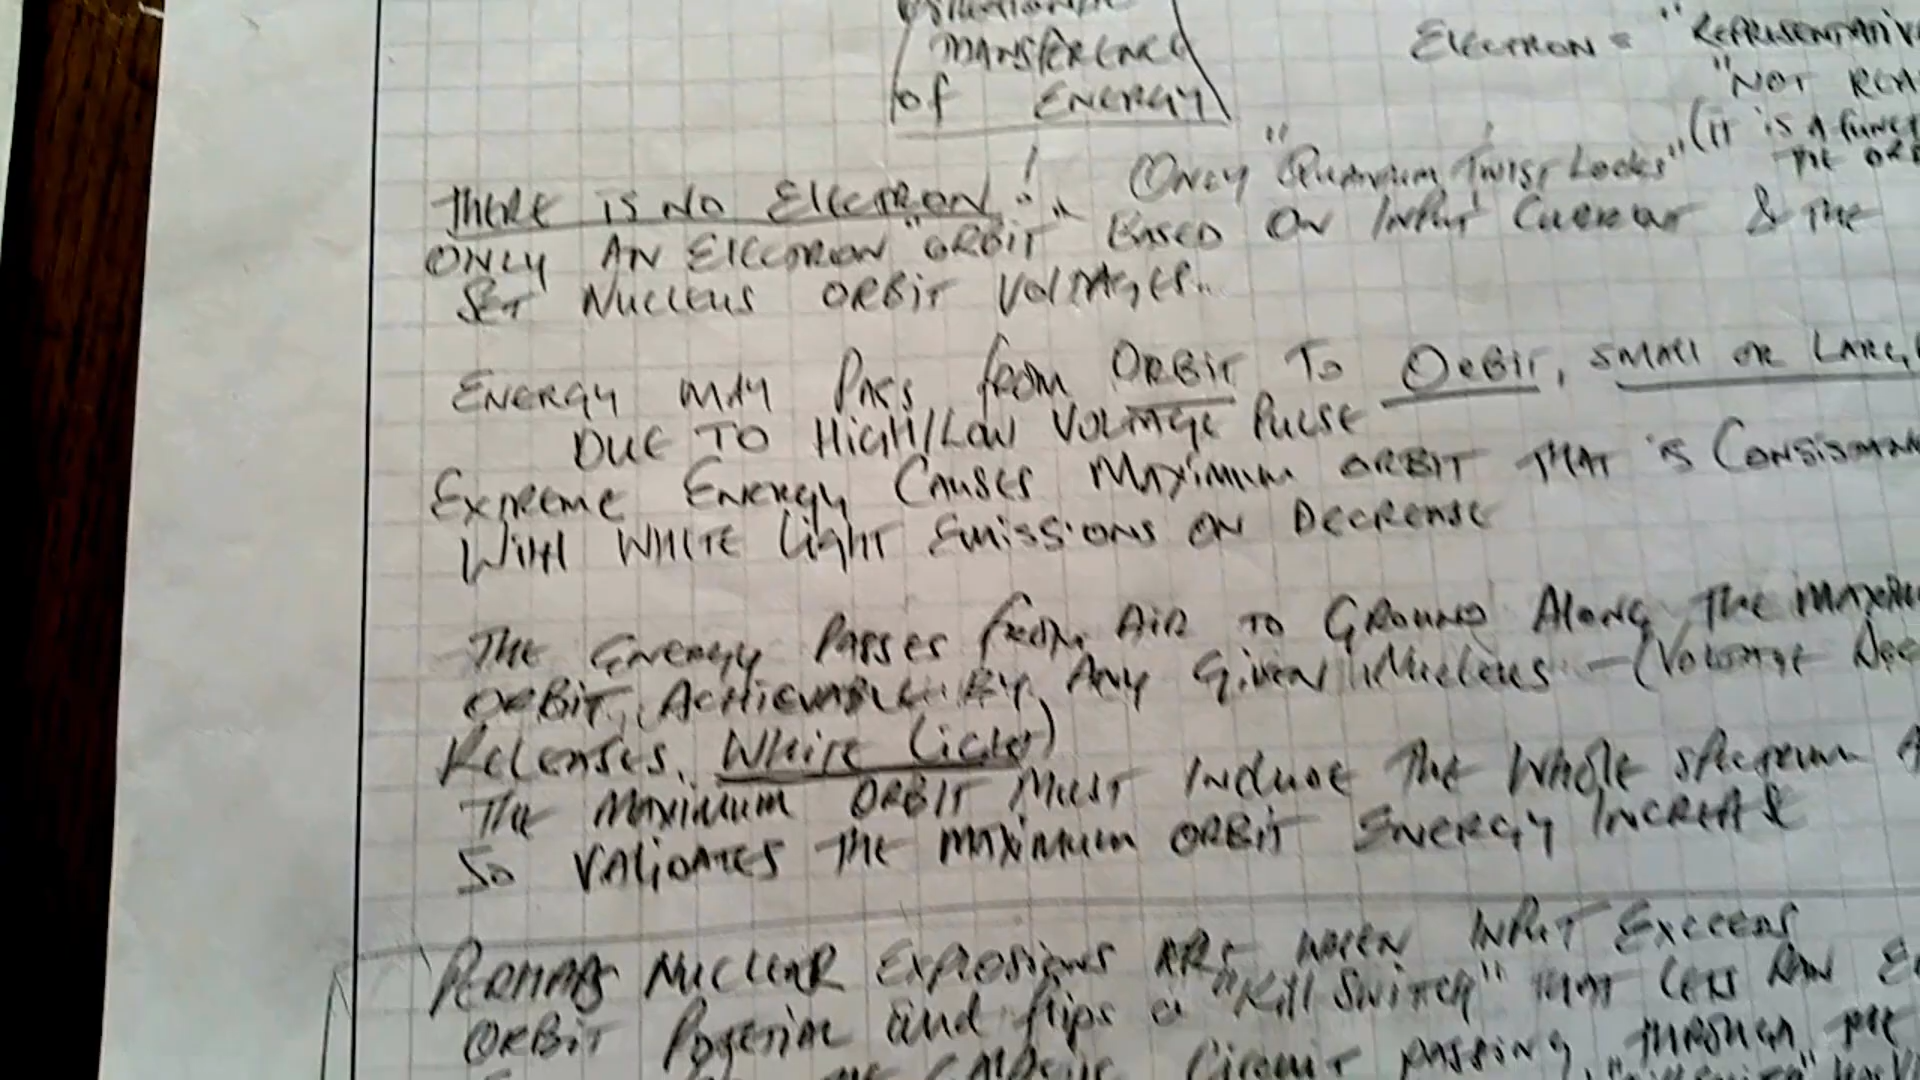 TRANSFERENCE
of ENERGY
ELECTRON = "REPRESENTATIV
"NOT REA
(IT IS A FUNCT
THE ORB
THERE IS NO ELECTRON! (ONLY "QUANTUM TWIST LOCKS"
ONLY AN ELECTRON "ORBIT" BASED ON INPUT CURRENT & THE
SET NUCLEUS ORBIT VOLTAGES..
ENERGY MAY PASS from ORBIT TO ORBIT, SMALL OR LARG
DUE TO HIGH/LOW VOLTAGE PULSE
EXTREME ENERGY CAUSES MAXIMUM ORBIT THAT IS
WITH WHITE LIGHT EMISSIONS ON DECREASE
THE ENERGY PASSES from AIR TO GROUND ALONG THE MAXIMU
ORBIT, ACHIEVABLE BY ANY GIVEN NUCLEUS - (VOLTAGE DEC
RELEASES WHITE LIGHT)
THE MAXIMUM ORBIT MUST INCLUDE THE WHOLE SPECTRUM A
SO VALIDATES THE MAXIMUM ORBIT ENERGY INCREASE
PERHAPS NUCLEAR EXPLOSIONS ARE WHEN INPUT EXCEEDS
ORBIT POTENTIAL and flips a "Kill SWITCH" THAT LETS RAW E
CIRCUIT PASSING THROUGH THE